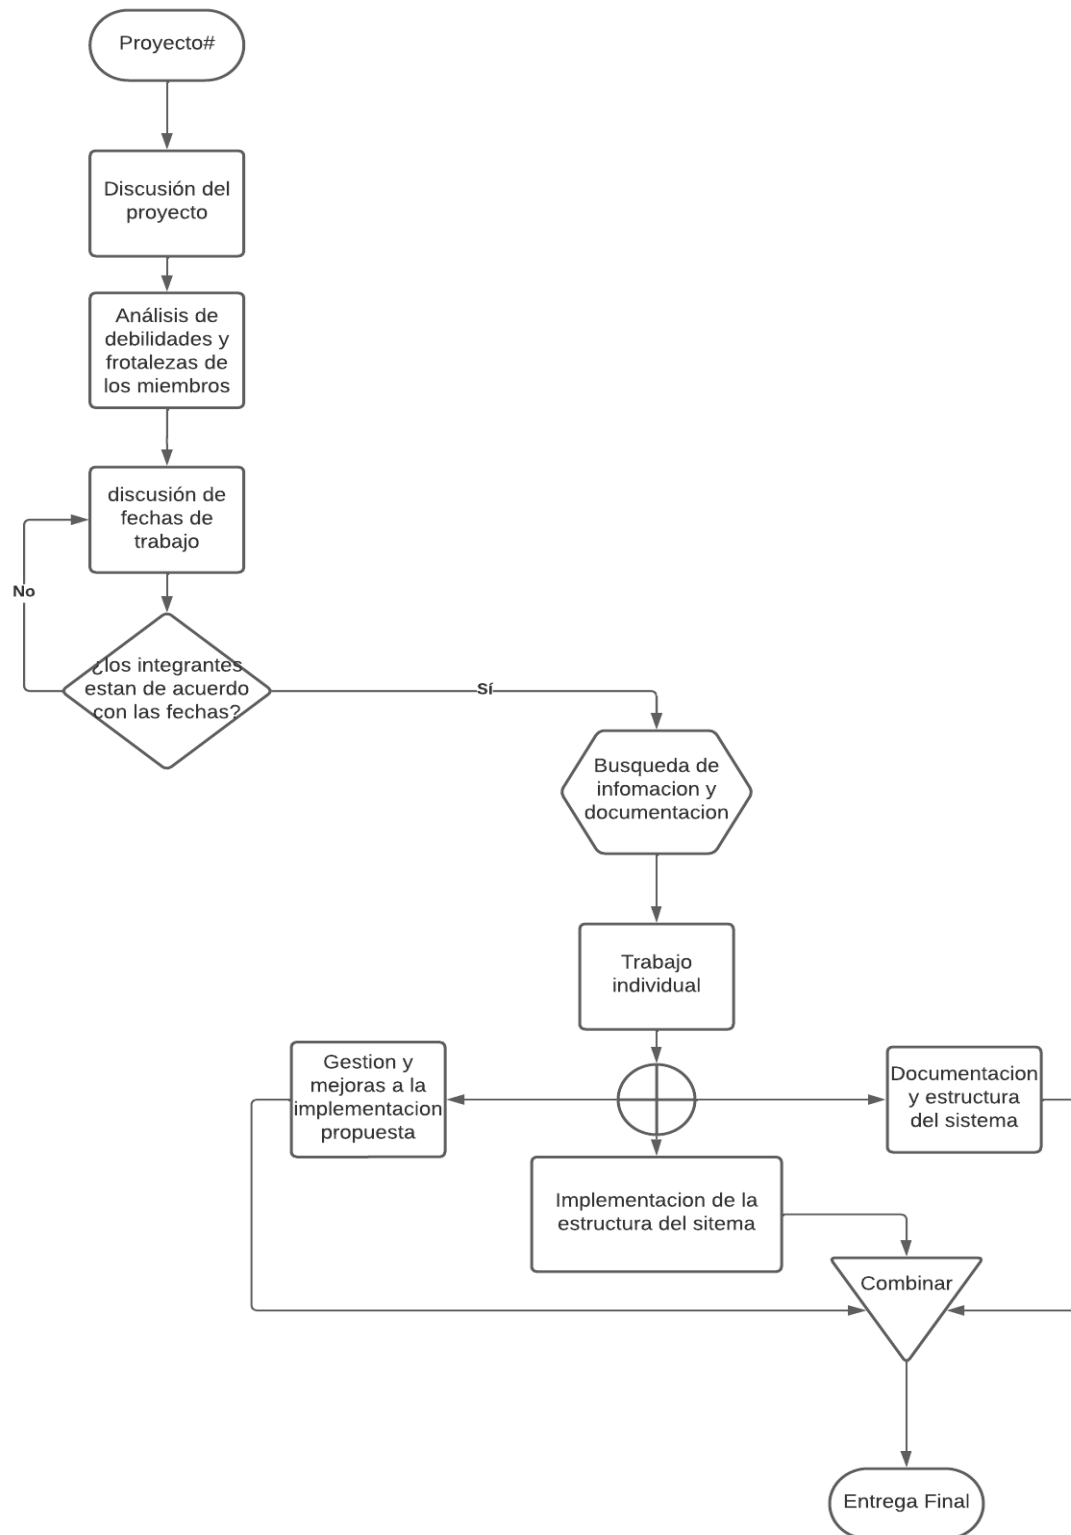 Proyecto#
Discusión del
proyecto
Análisis de
debilidades y
frotalezas de
los miembros
discusión de
fechas de
trabajo
No
¿los integrantes
estan de acuerdo
con las fechas?
Sí
Busqueda de
infomacion y
documentacion
Trabajo
individual
Gestion y
mejoras a la
implementacion
propuesta
Documentacion
y estructura
del sistema
Implementacion de la
estructura del sitema
Combinar
Entrega Final